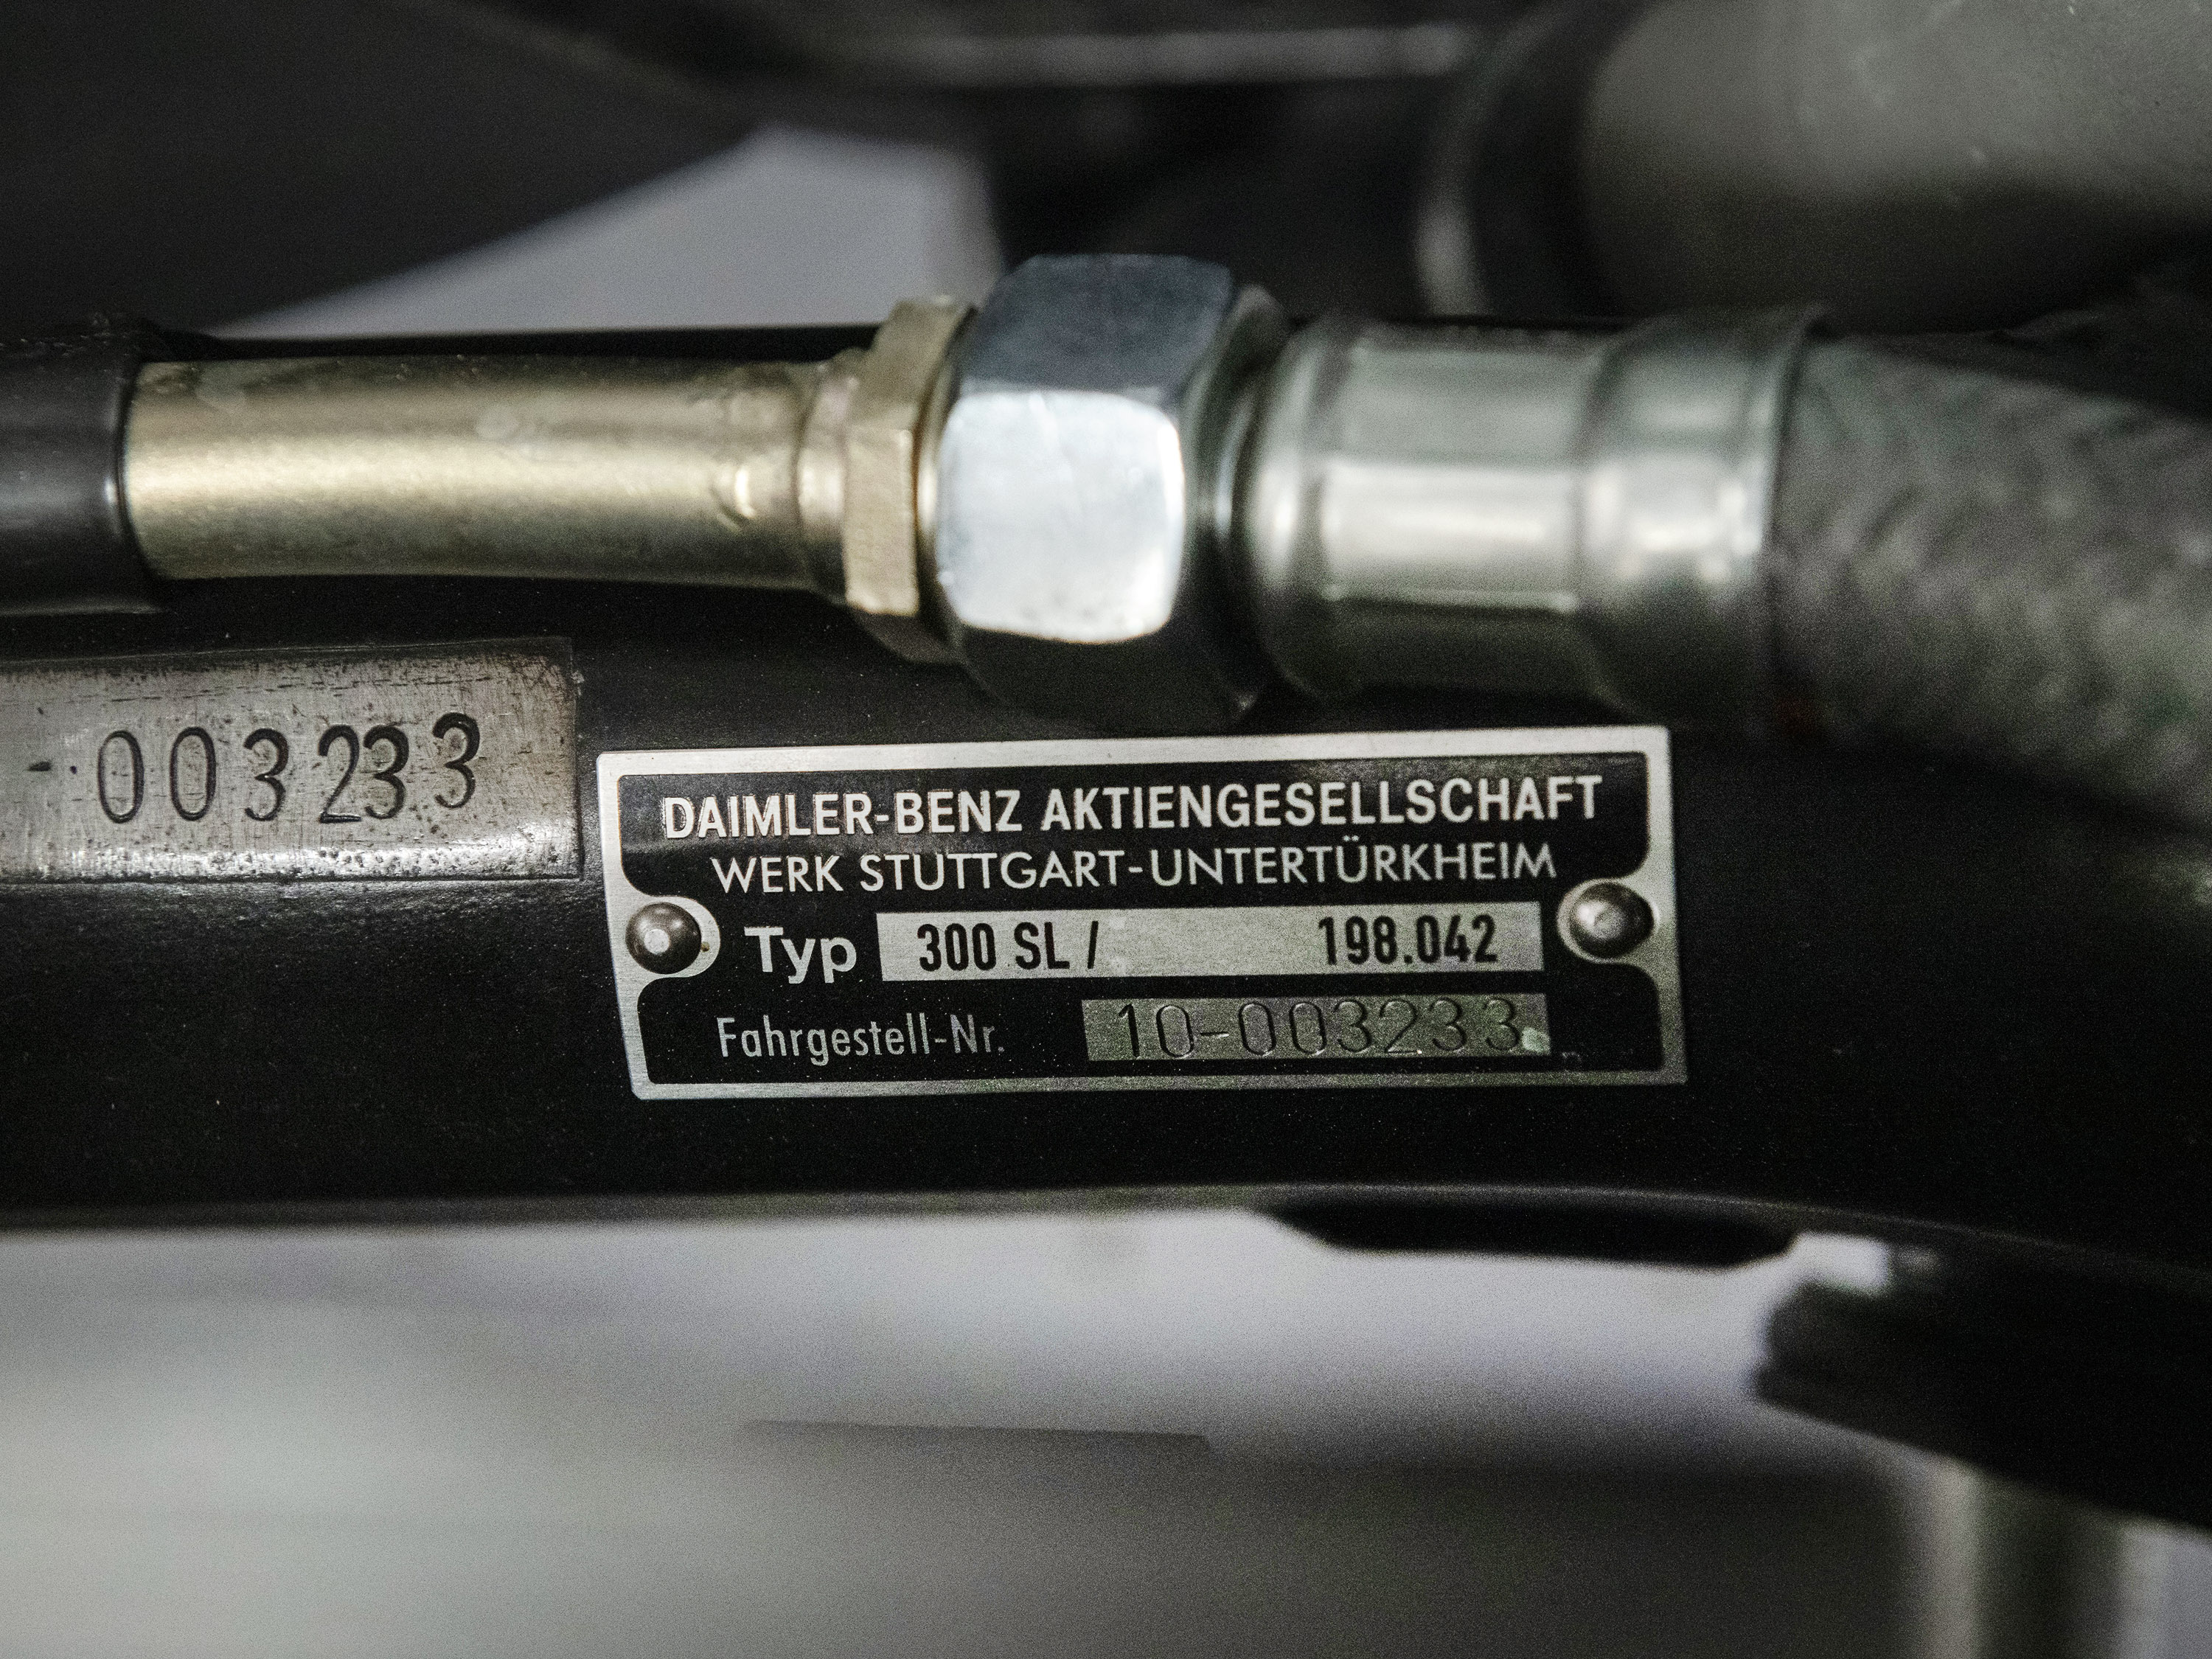 - 003233
DAIMLER-BENZ AKTIENGESELLSCHAFT
WERK STUTTGART-UNTERTÜRKHEIM
Typ 300 SL / 198.042
Fahrgestell-Nr. 10-003233